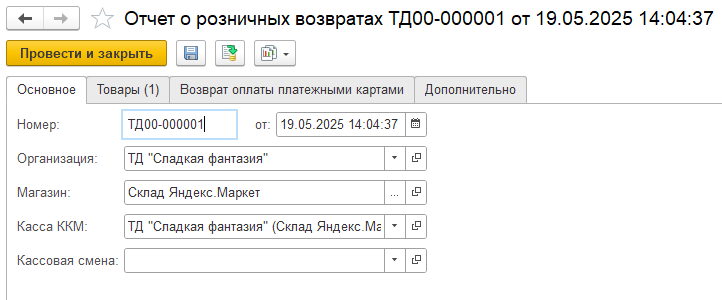 Отчет о розничных возвратах ТД00-000001 от 19.05.2025 14:04:37
Провести и закрыть
Основное Товары (1) Возврат оплаты платежными картами Дополнительно
Номер: ТД00-000001 от: 19.05.2025 14:04:37
Организация: ТД "Сладкая фантазия"
Магазин: Склад Яндекс.Маркет ...
Касса ККМ: ТД "Сладкая фантазия" (Склад Яндекс.Ма
Кассовая смена: